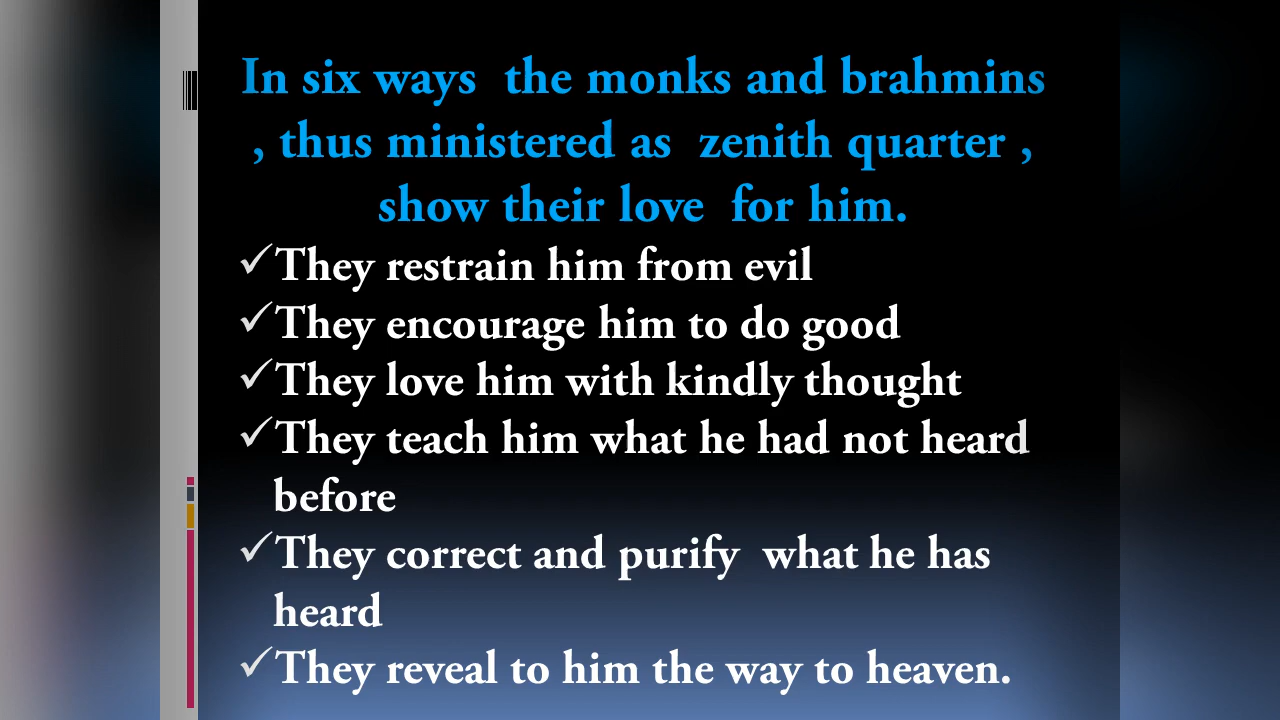 In six ways the monks and brahmins
, thus ministered as zenith quarter ,
show their love for him.
✓They restrain him from evil
✓They encourage him to do good
✓They love him with kindly thought
✓They teach him what he had not heard
before
✓They correct and purify what he has
heard
✓They reveal to him the way to heaven.